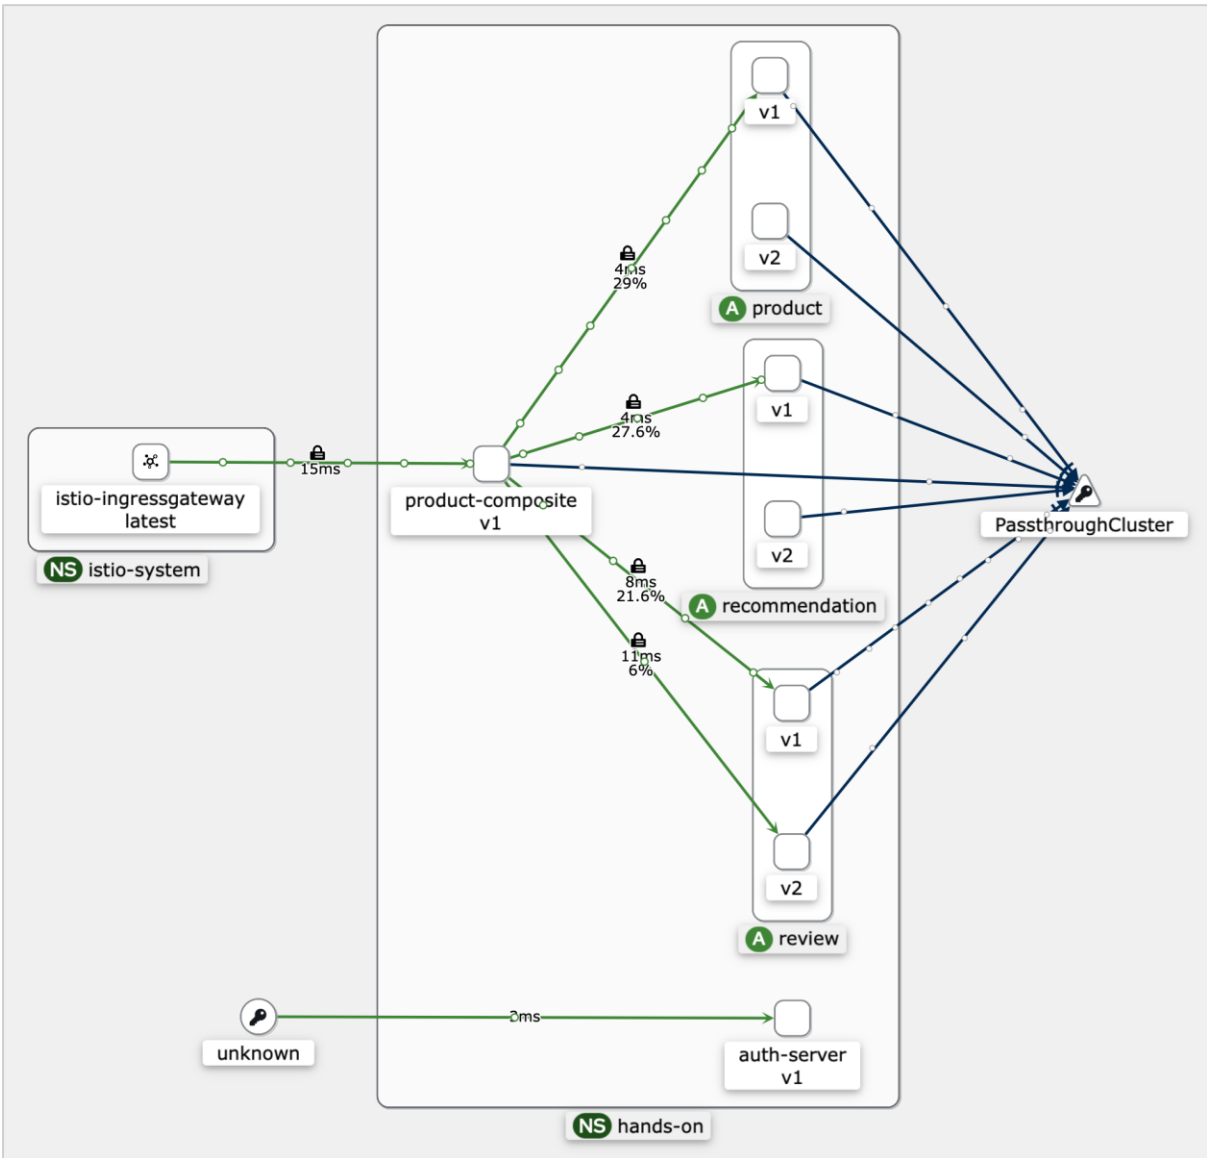 v1
v2
A product
4ms
29%
v1
4ms
27.6%
v2
A recommendation
15ms
istio-ingressgateway
latest
NS istio-system
product-composite
v1
PassthroughCluster
8ms
21.6%
11ms
6%
v1
v2
A review
unknown
auth-server
v1
NS hands-on